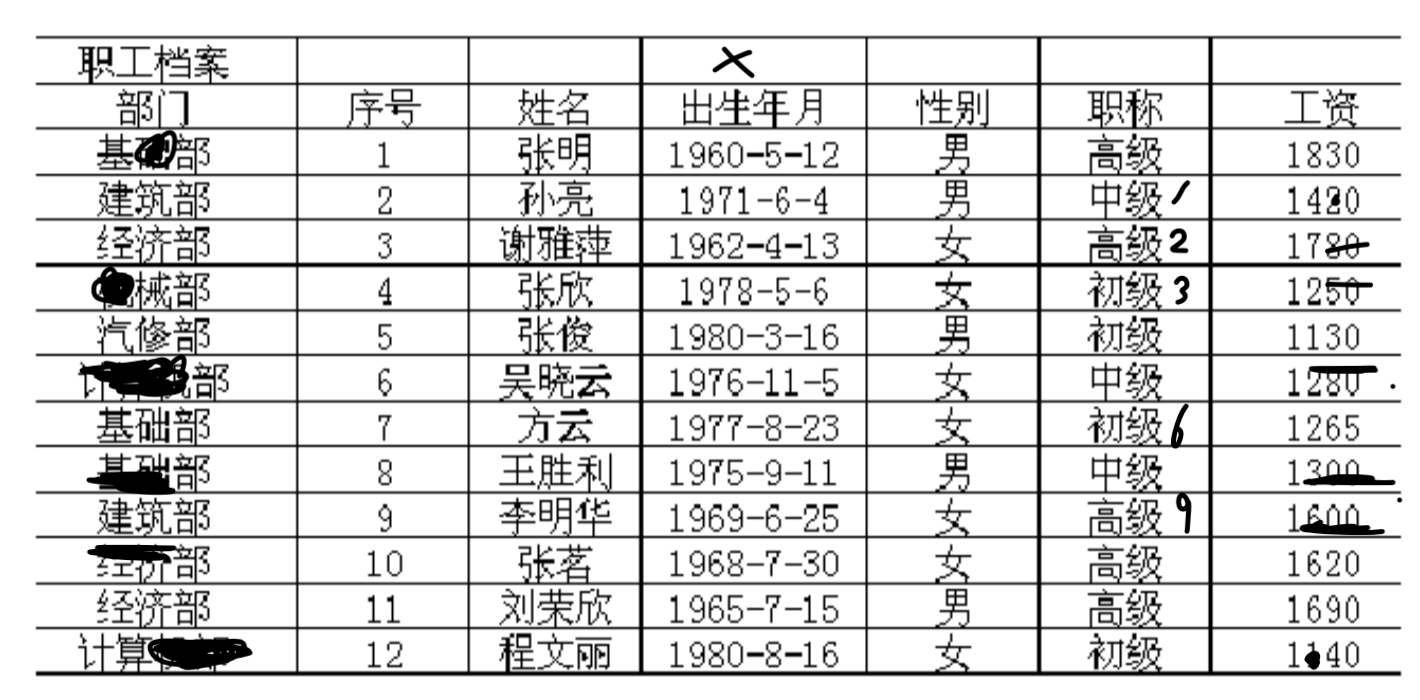 职工档案 ×
部门 序号 姓名 出生年月 性别 职称 工资
基部 1 张明 1960-5-12 男 高级 1830
建筑部 2 孙亮 1971-6-4 男 中级 / 1420
经济部 3 谢雅萍 1962-4-13 女 高级 2 1780
械部 4 张欣 1978-5-6 女 初级 3 1250
汽修部 5 张俊 1980-3-16 男 初级 1130
部 6 吴晓云 1976-11-5 女 中级 1280
基础部 7 方云 1977-8-23 女 初级 6 1265
基础部 8 王胜利 1975-9-11 男 中级 1300
建筑部 9 李明华 1969-6-25 女 高级 9 1600
经济部 10 张茗 1968-7-30 女 高级 1620
经济部 11 刘荣欣 1965-7-15 男 高级 1690
计算 12 程文丽 1980-8-16 女 初级 1140